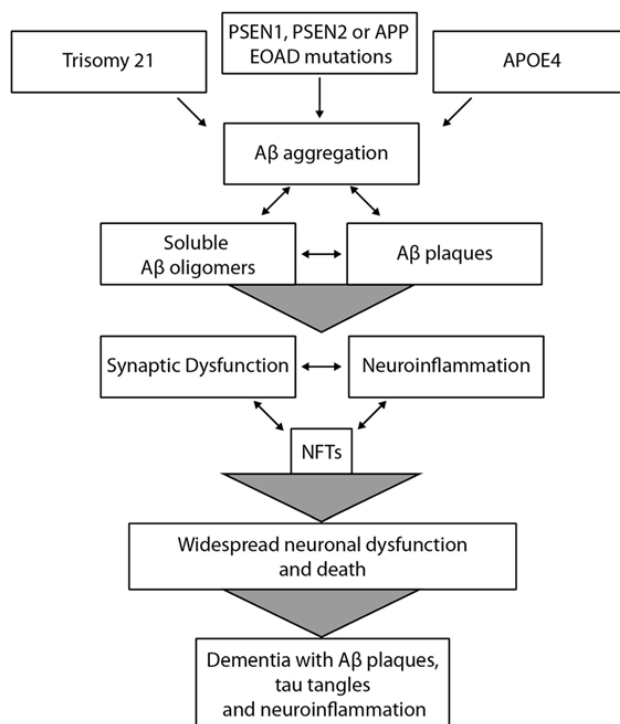 Trisomy 21
PSEN1, PSEN2 or APP
EOAD mutations
APOE4
Aβ aggregation
Soluble
Aβ oligomers
Aβ plaques
Synaptic Dysfunction
Neuroinflammation
NFTs
Widespread neuronal dysfunction
and death
Dementia with Aβ plaques,
tau tangles
and neuroinflammation